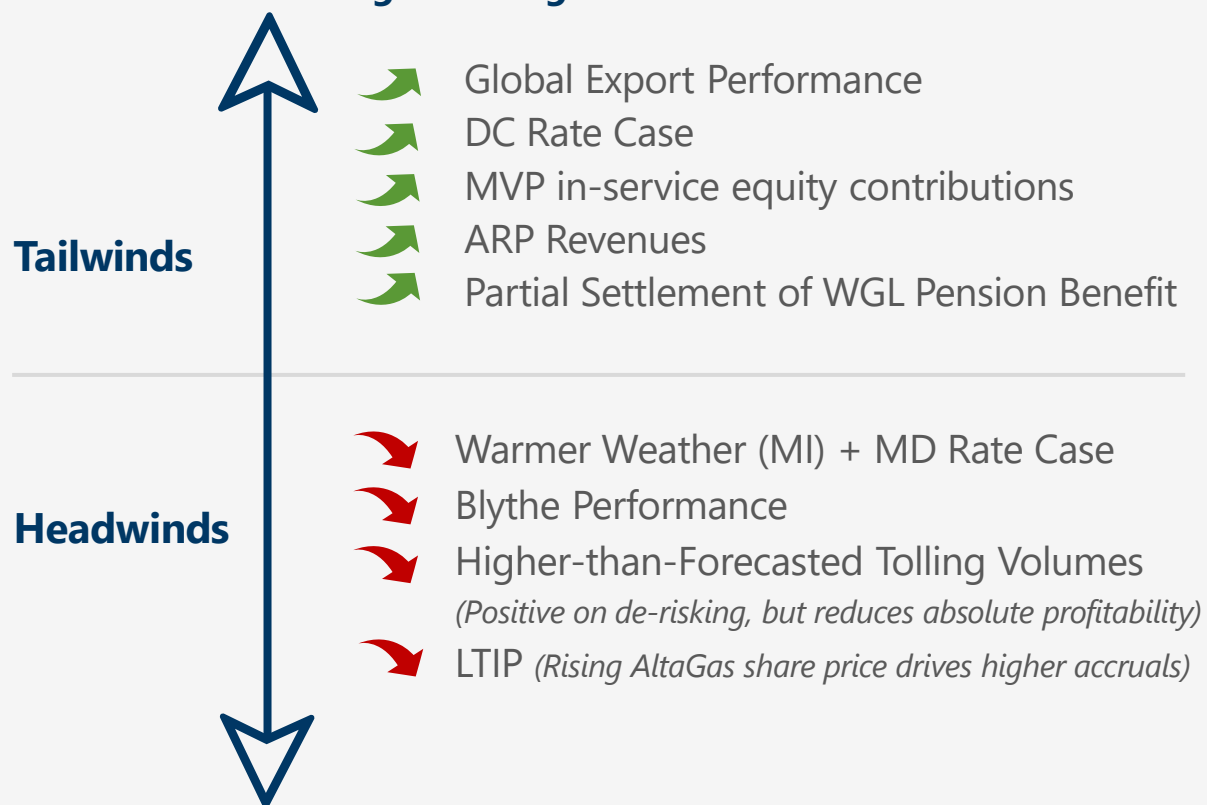 Global Export Performance
DC Rate Case
MVP in-service equity contributions
ARP Revenues
Partial Settlement of WGL Pension Benefit
Tailwinds
Warmer Weather (MI) + MD Rate Case
Blythe Performance
Higher-than-Forecasted Tolling Volumes
(Positive on de-risking, but reduces absolute profitability)
LTIP (Rising AltaGas share price drives higher accruals)
Headwinds